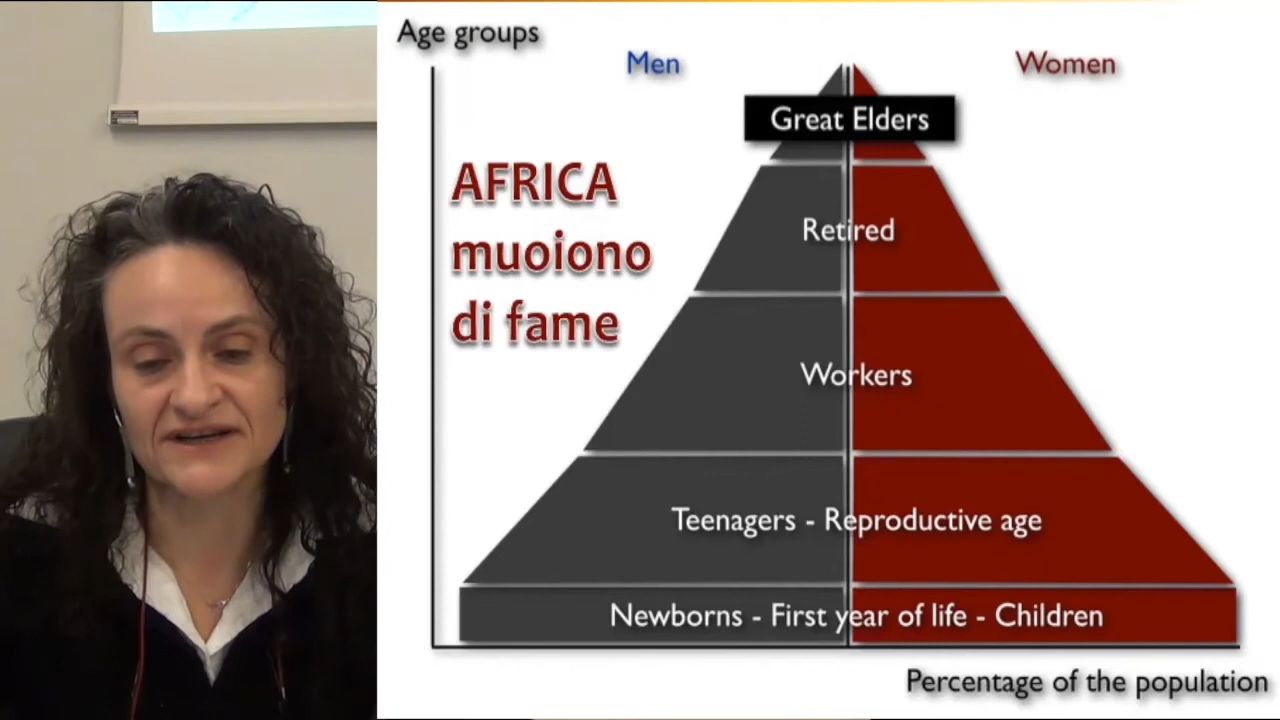 Age groups
Men
Women
Great Elders
AFRICA
muoiono
di fame
Retired
Workers
Teenagers - Reproductive age
Newborns - First year of life - Children
Percentage of the population